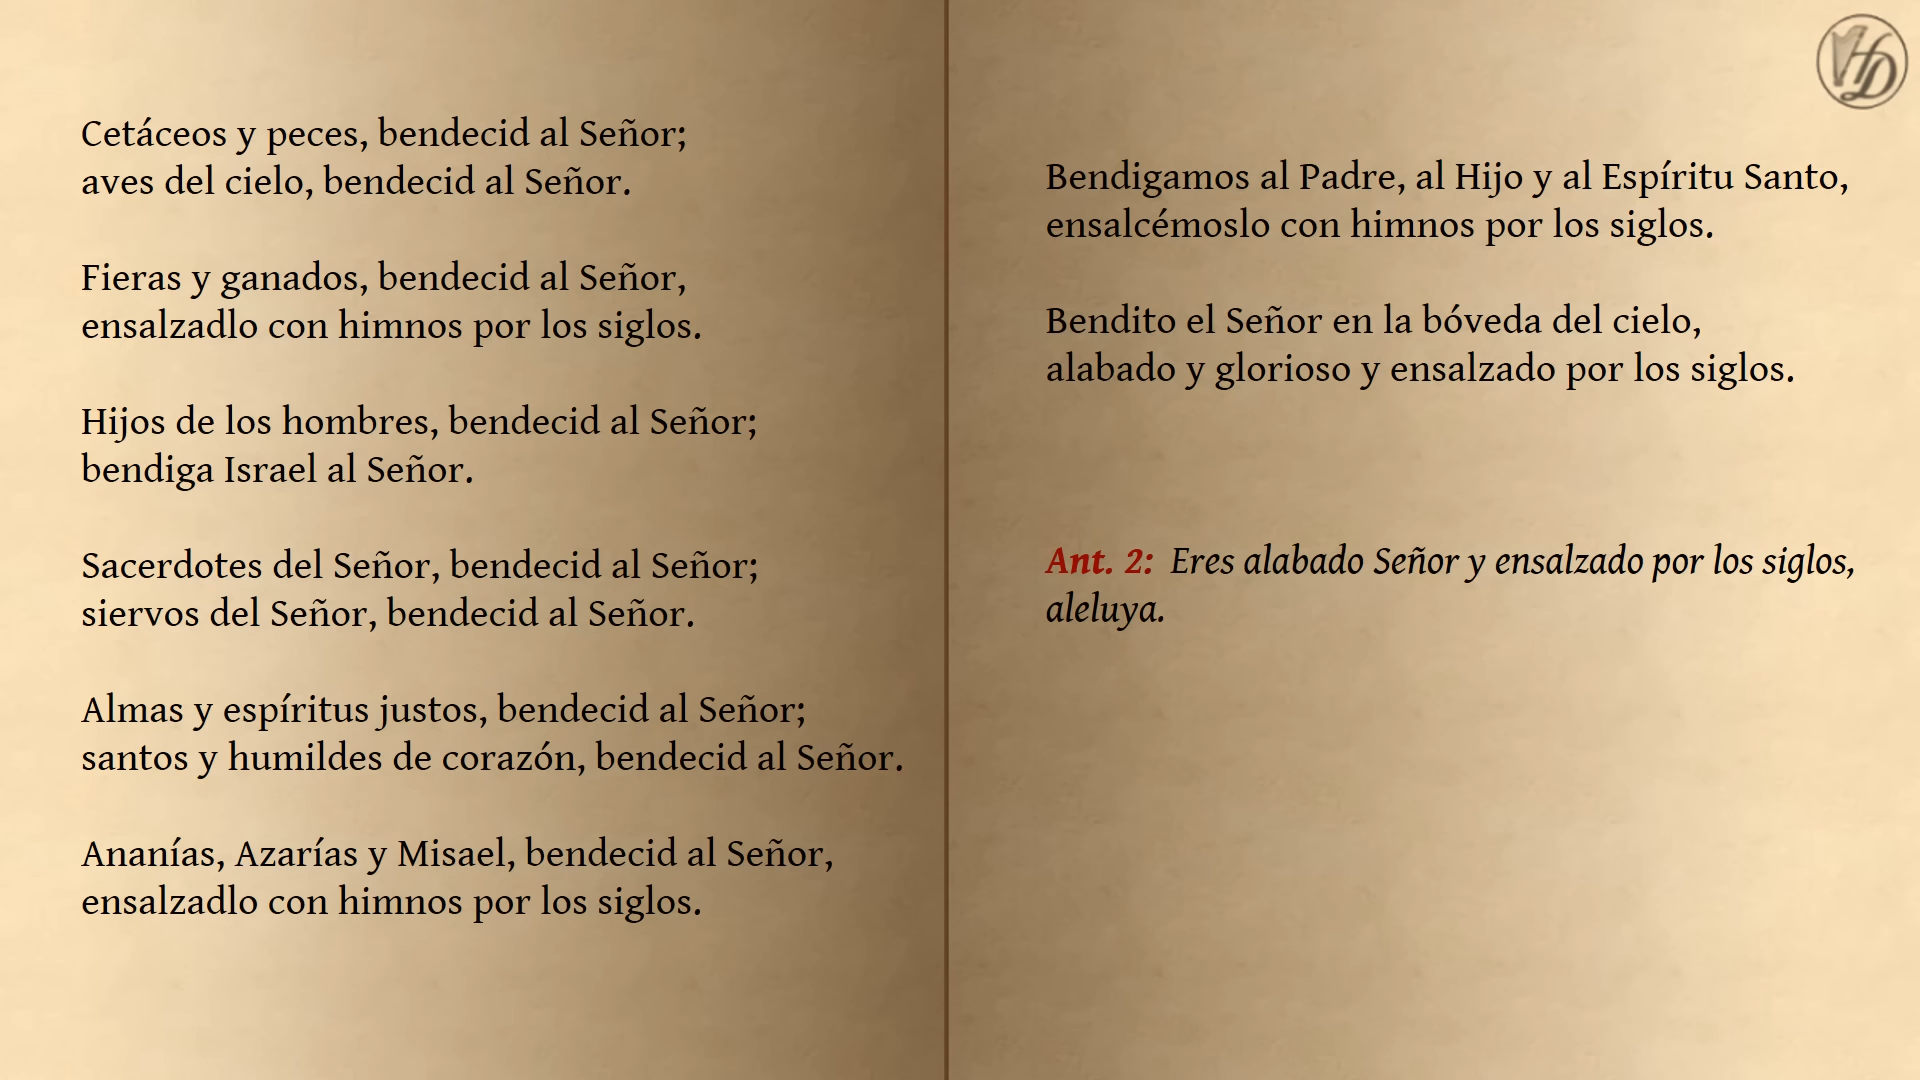 Cetáceos y peces, bendecid al Señor;
aves del cielo, bendecid al Señor.
Fieras y ganados, bendecid al Señor,
ensalzadlo con himnos por los siglos.
Hijos de los hombres, bendecid al Señor;
bendiga Israel al Señor.
Sacerdotes del Señor, bendecid al Señor;
siervos del Señor, bendecid al Señor.
Almas y espíritus justos, bendecid al Señor;
santos y humildes de corazón, bendecid al Señor.
Ananías, Azarías y Misael, bendecid al Señor,
ensalzadlo con himnos por los siglos.
HD
Bendigamos al Padre, al Hijo y al Espíritu Santo,
ensalcémoslo con himnos por los siglos.
Bendito el Señor en la bóveda del cielo,
alabado y glorioso y ensalzado por los siglos.
Ant. 2: Eres alabado Señor y ensalzado por los siglos,
aleluya.